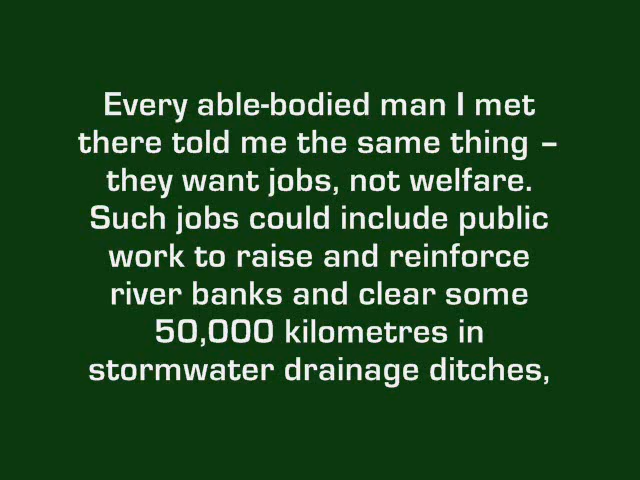 Every able-bodied man I met
there told me the same thing –
they want jobs, not welfare.
Such jobs could include public
work to raise and reinforce
river banks and clear some
50,000 kilometres in
stormwater drainage ditches,